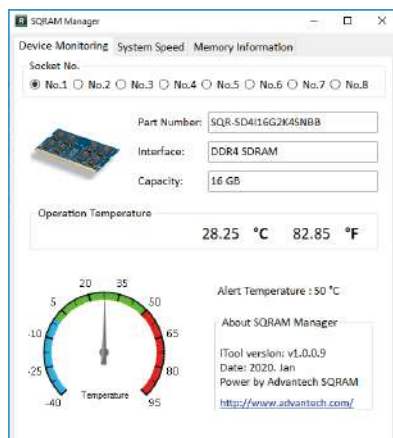 SQRAM Manager
Device Monitoring System Speed Memory Information
Socket No.
No.1 No.2 No.3 No.4 No.5 No.6 No.7 No.8
Part Number: SQR-SD4I16G2K4SNBB
Interface: DDR4 SDRAM
Capacity: 16 GB
Operation Temperature
28.25 °C 82.85 °F
20 35
5 50
-10 65
-25 80
-40 95
Temperature
Alert Temperature : 50 °C
About SQRAM Manager
ITool version: v1.0.0.9
Date: 2020. Jan
Power by Advantech SQRAM
http://www.advantech.com/